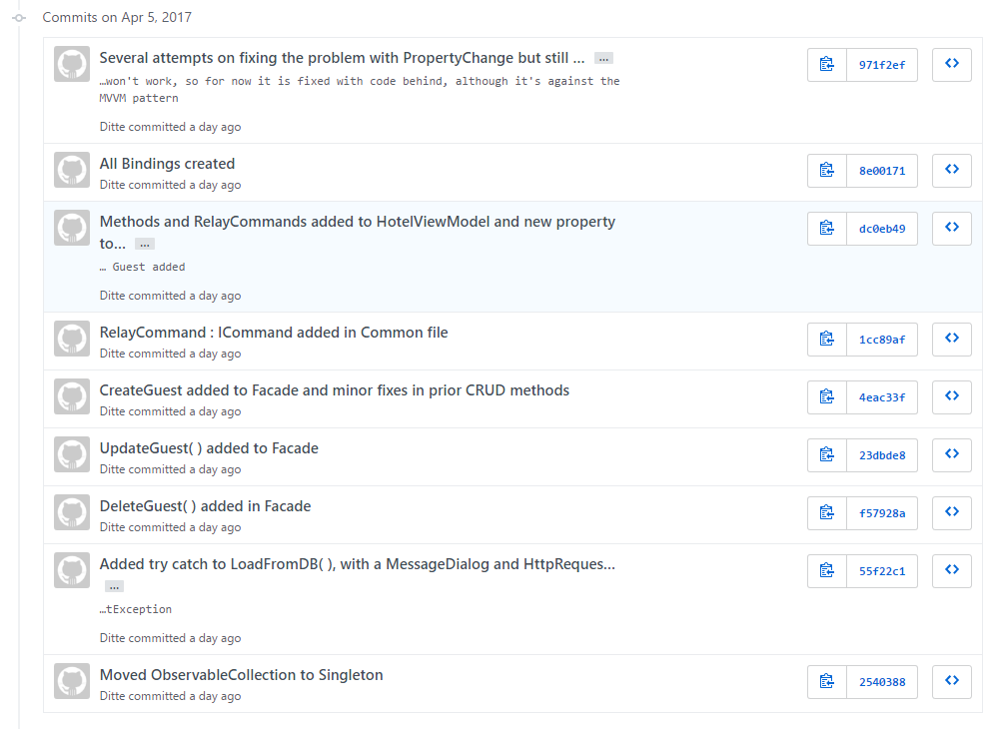 Commits on Apr 5, 2017
Several attempts on fixing the problem with PropertyChange but still ... ...
971f2ef
…won't work, so for now it is fixed with code behind, although it's against the
MVVM pattern
Ditte committed a day ago
All Bindings created
8e00171
Ditte committed a day ago
Methods and RelayCommands added to HotelViewModel and new property
dc0eb49
to... ...
… Guest added
Ditte committed a day ago
RelayCommand : ICommand added in Common file
1cc89af
Ditte committed a day ago
CreateGuest added to Facade and minor fixes in prior CRUD methods
4eac33f
Ditte committed a day ago
UpdateGuest( ) added to Facade
23dbde8
Ditte committed a day ago
DeleteGuest( ) added in Facade
f57928a
Ditte committed a day ago
Added try catch to LoadFromDB( ), with a MessageDialog and HttpReques...
55f22c1
...
…tException
Ditte committed a day ago
Moved ObservableCollection to Singleton
2540388
Ditte committed a day ago